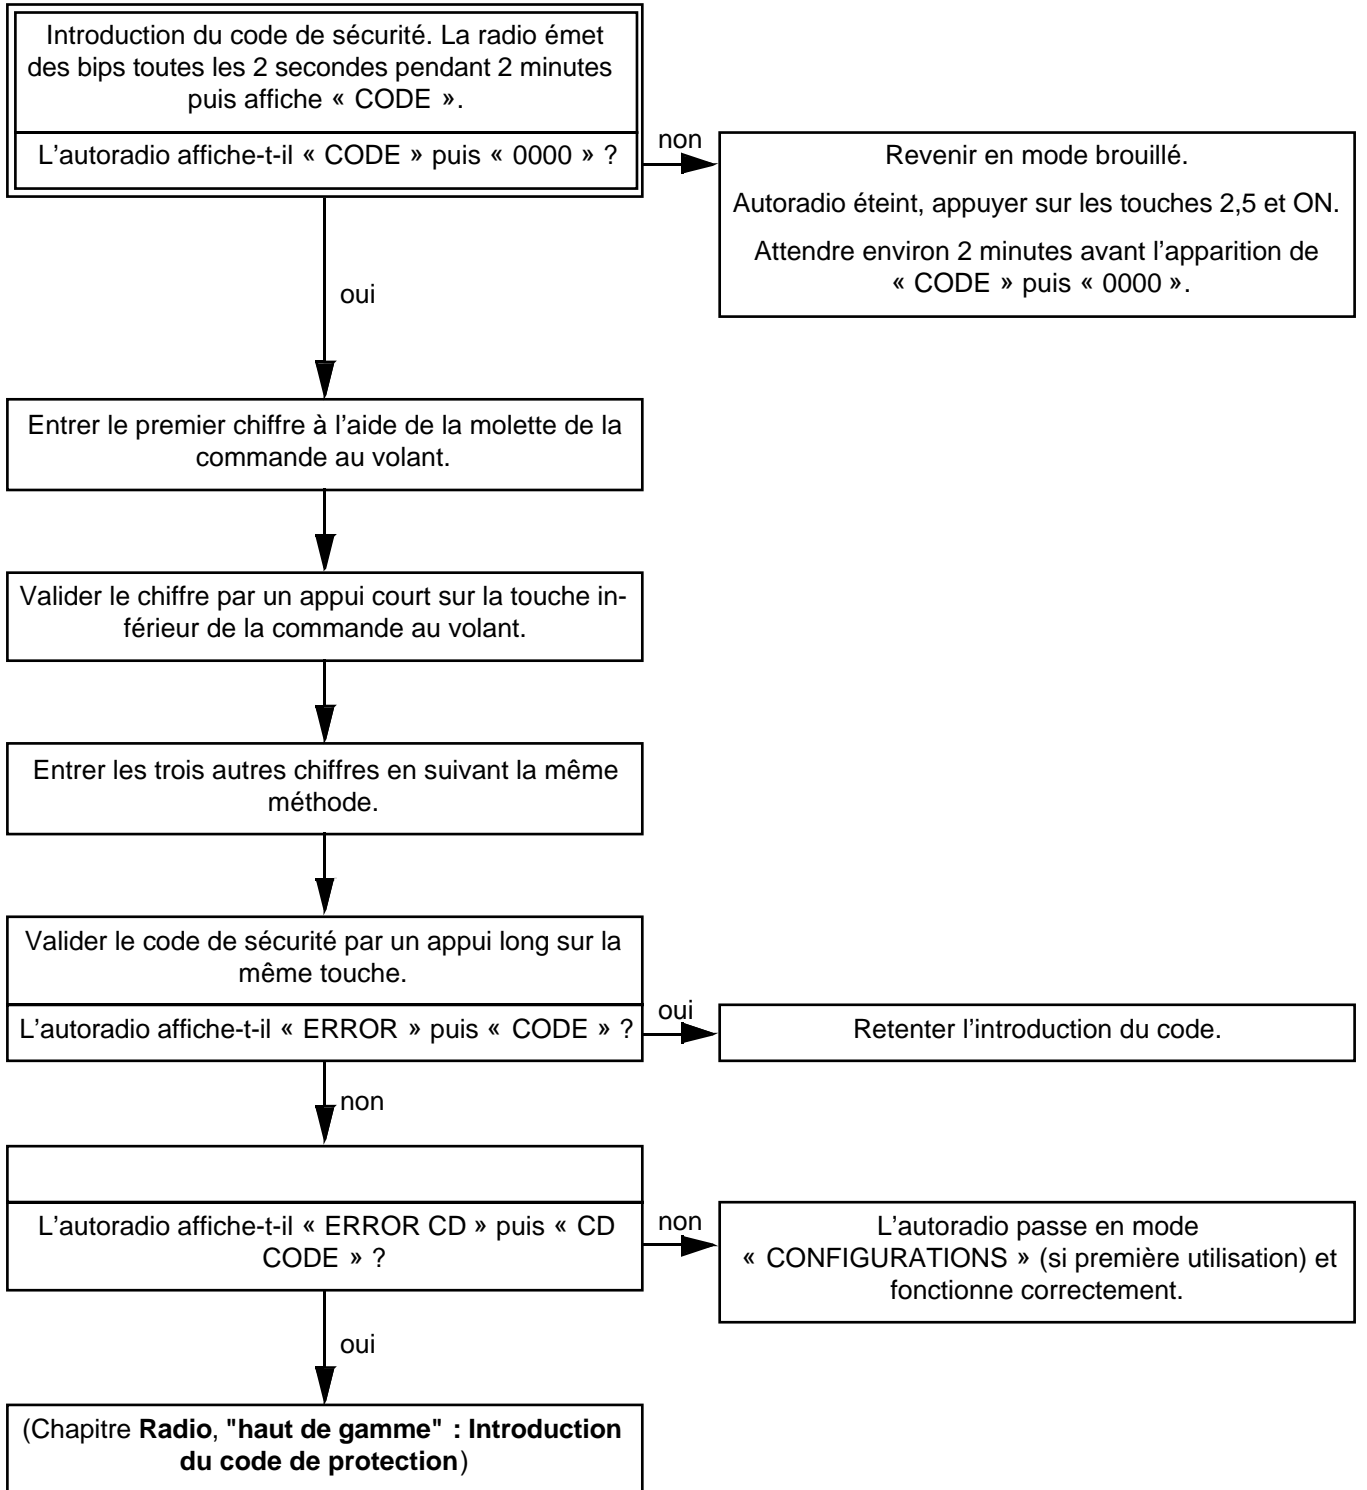 Introduction du code de sécurité. La radio émet
des bips toutes les 2 secondes pendant 2 minutes
puis affiche « CODE ».
L'autoradio affiche-t-il « CODE » puis « 0000 » ?
non
Revenir en mode brouillé.
Autoradio éteint, appuyer sur les touches 2,5 et ON.
Attendre environ 2 minutes avant l'apparition de
« CODE » puis « 0000 ».
oui
Entrer le premier chiffre à l'aide de la molette de la
commande au volant.
Valider le chiffre par un appui court sur la touche in-
férieur de la commande au volant.
Entrer les trois autres chiffres en suivant la même
méthode.
Valider le code de sécurité par un appui long sur la
même touche.
L'autoradio affiche-t-il « ERROR » puis « CODE » ?
oui
Retenter l'introduction du code.
non
L'autoradio affiche-t-il « ERROR CD » puis « CD
CODE » ?
non
L'autoradio passe en mode
« CONFIGURATIONS » (si première utilisation) et
fonctionne correctement.
oui
(Chapitre Radio, "haut de gamme" : Introduction
du code de protection)